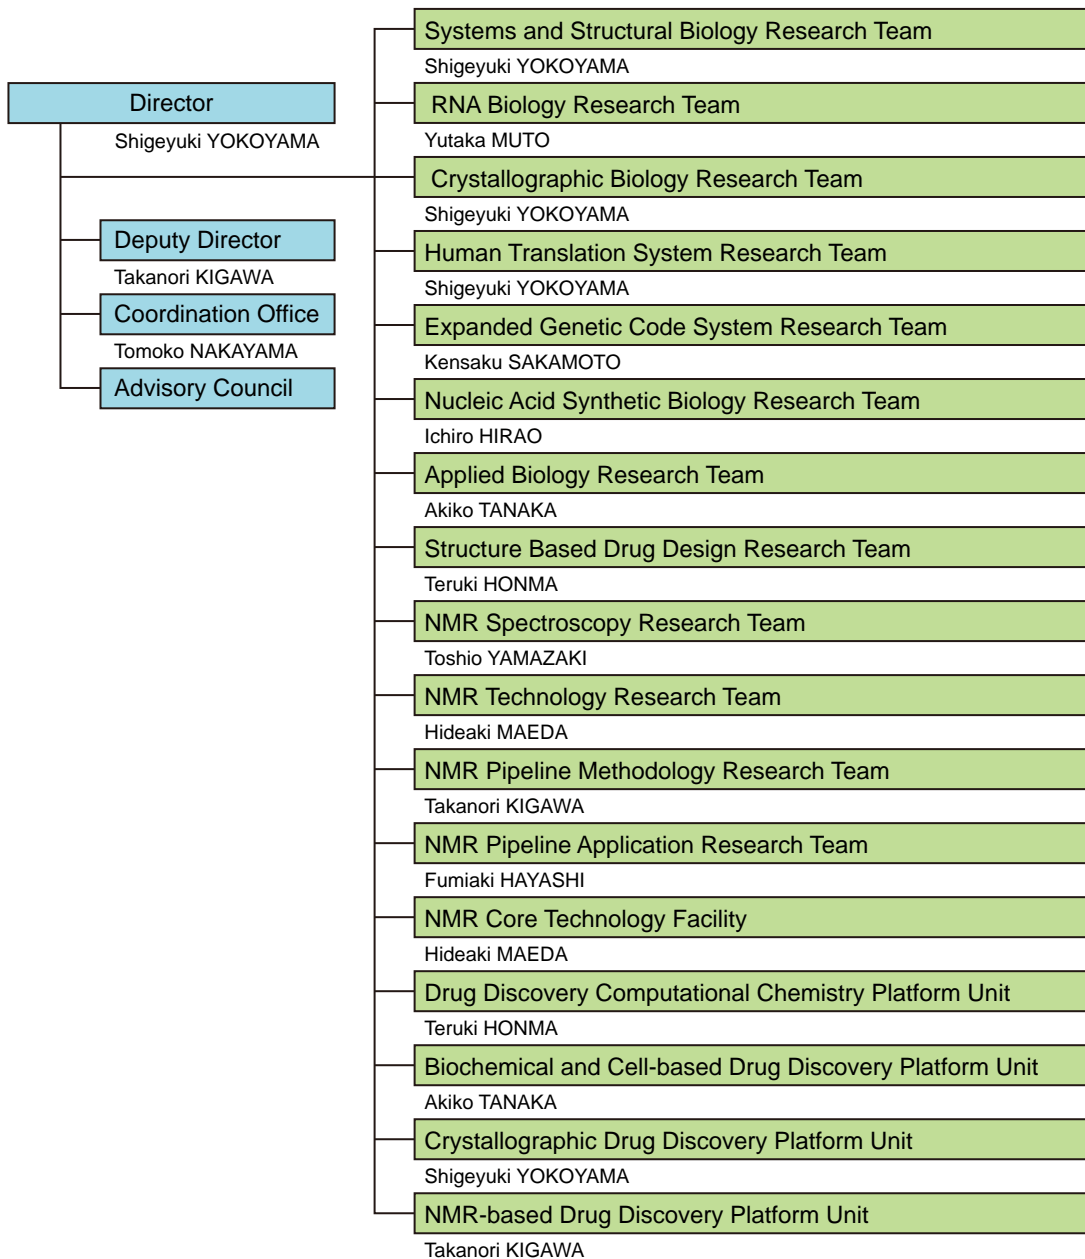 Director
Shigeyuki YOKOYAMA
Deputy Director
Takanori KIGAWA
Coordination Office
Tomoko NAKAYAMA
Advisory Council
Systems and Structural Biology Research Team
Shigeyuki YOKOYAMA
RNA Biology Research Team
Yutaka MUTO
Crystallographic Biology Research Team
Shigeyuki YOKOYAMA
Human Translation System Research Team
Shigeyuki YOKOYAMA
Expanded Genetic Code System Research Team
Kensaku SAKAMOTO
Nucleic Acid Synthetic Biology Research Team
Ichiro HIRAO
Applied Biology Research Team
Akiko TANAKA
Structure Based Drug Design Research Team
Teruki HONMA
NMR Spectroscopy Research Team
Toshio YAMAZAKI
NMR Technology Research Team
Hideaki MAEDA
NMR Pipeline Methodology Research Team
Takanori KIGAWA
NMR Pipeline Application Research Team
Fumiaki HAYASHI
NMR Core Technology Facility
Hideaki MAEDA
Drug Discovery Computational Chemistry Platform Unit
Teruki HONMA
Biochemical and Cell-based Drug Discovery Platform Unit
Akiko TANAKA
Crystallographic Drug Discovery Platform Unit
Shigeyuki YOKOYAMA
NMR-based Drug Discovery Platform Unit
Takanori KIGAWA